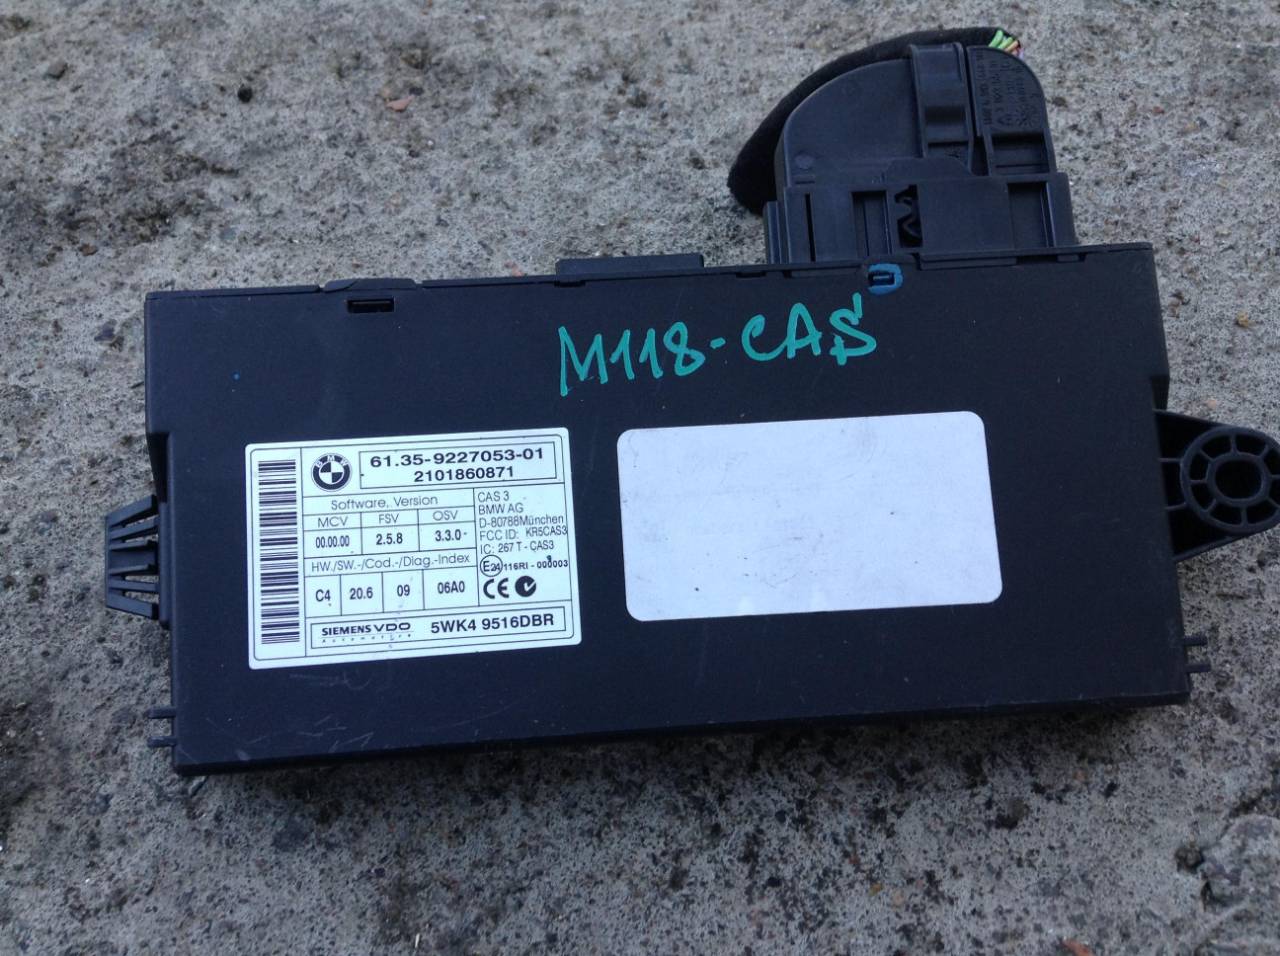 M118-CAS
BMW
61.35-9227053-01
2101860871
Software, Version
MCV FSV OSV
00.00.00 2.5.8 3.3.0-
HW./SW.-/Cod.-/Diag.-Index
C4 20.6 09 06A0
CAS 3
BMW AG
D-80788München
FCC ID: KR5CAS3
IC: 267 T - CAS3
E24 116RI - 000003
CE
SIEMENS VDO
Automotive
5WK4 9516DBR